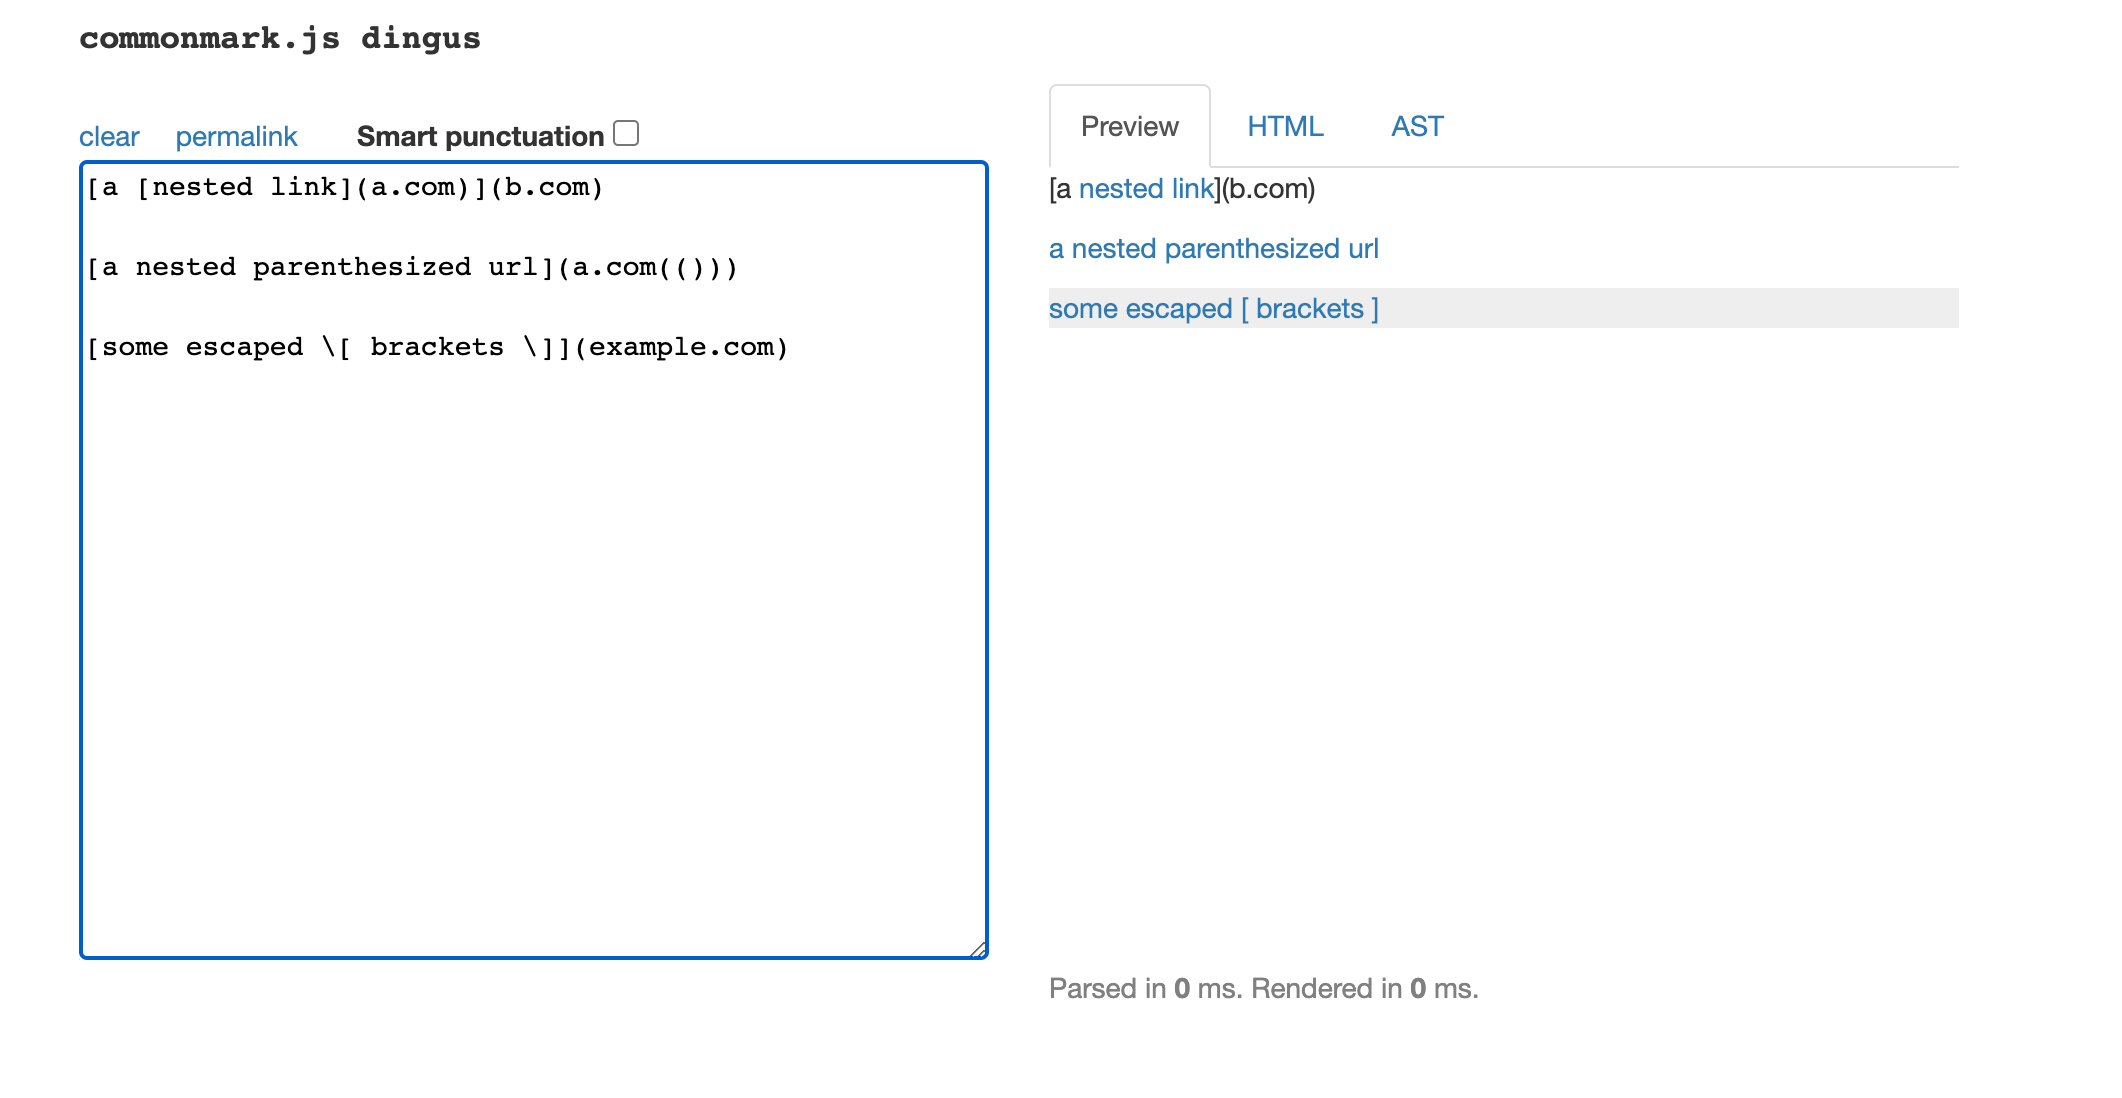 commonmark.js dingus
clear permalink Smart punctuation
[a [nested link](a.com)](b.com)
[a nested parenthesized url](a.com(()))
[some escaped \[ brackets \]](example.com)
Preview HTML AST
[a nested link](b.com)
a nested parenthesized url
some escaped [ brackets ]
Parsed in 0 ms. Rendered in 0 ms.